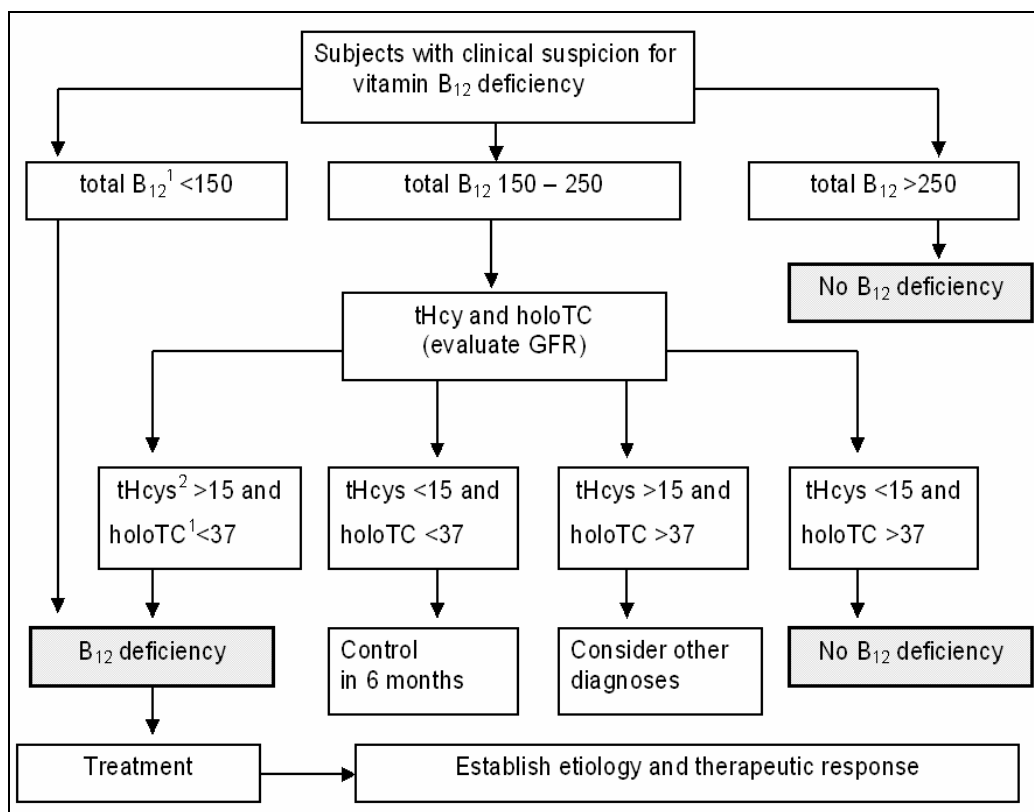 Subjects with clinical suspicion for
vitamin B₁₂ deficiency
total B₁₂¹ <150
total B₁₂ 150 – 250
total B₁₂ >250
No B₁₂ deficiency
tHcy and holoTC
(evaluate GFR)
tHcys² >15 and
holoTC¹<37
tHcys <15 and
holoTC <37
tHcys >15 and
holoTC >37
tHcys <15 and
holoTC >37
B₁₂ deficiency
Control
in 6 months
Consider other
diagnoses
No B₁₂ deficiency
Treatment
Establish etiology and therapeutic response